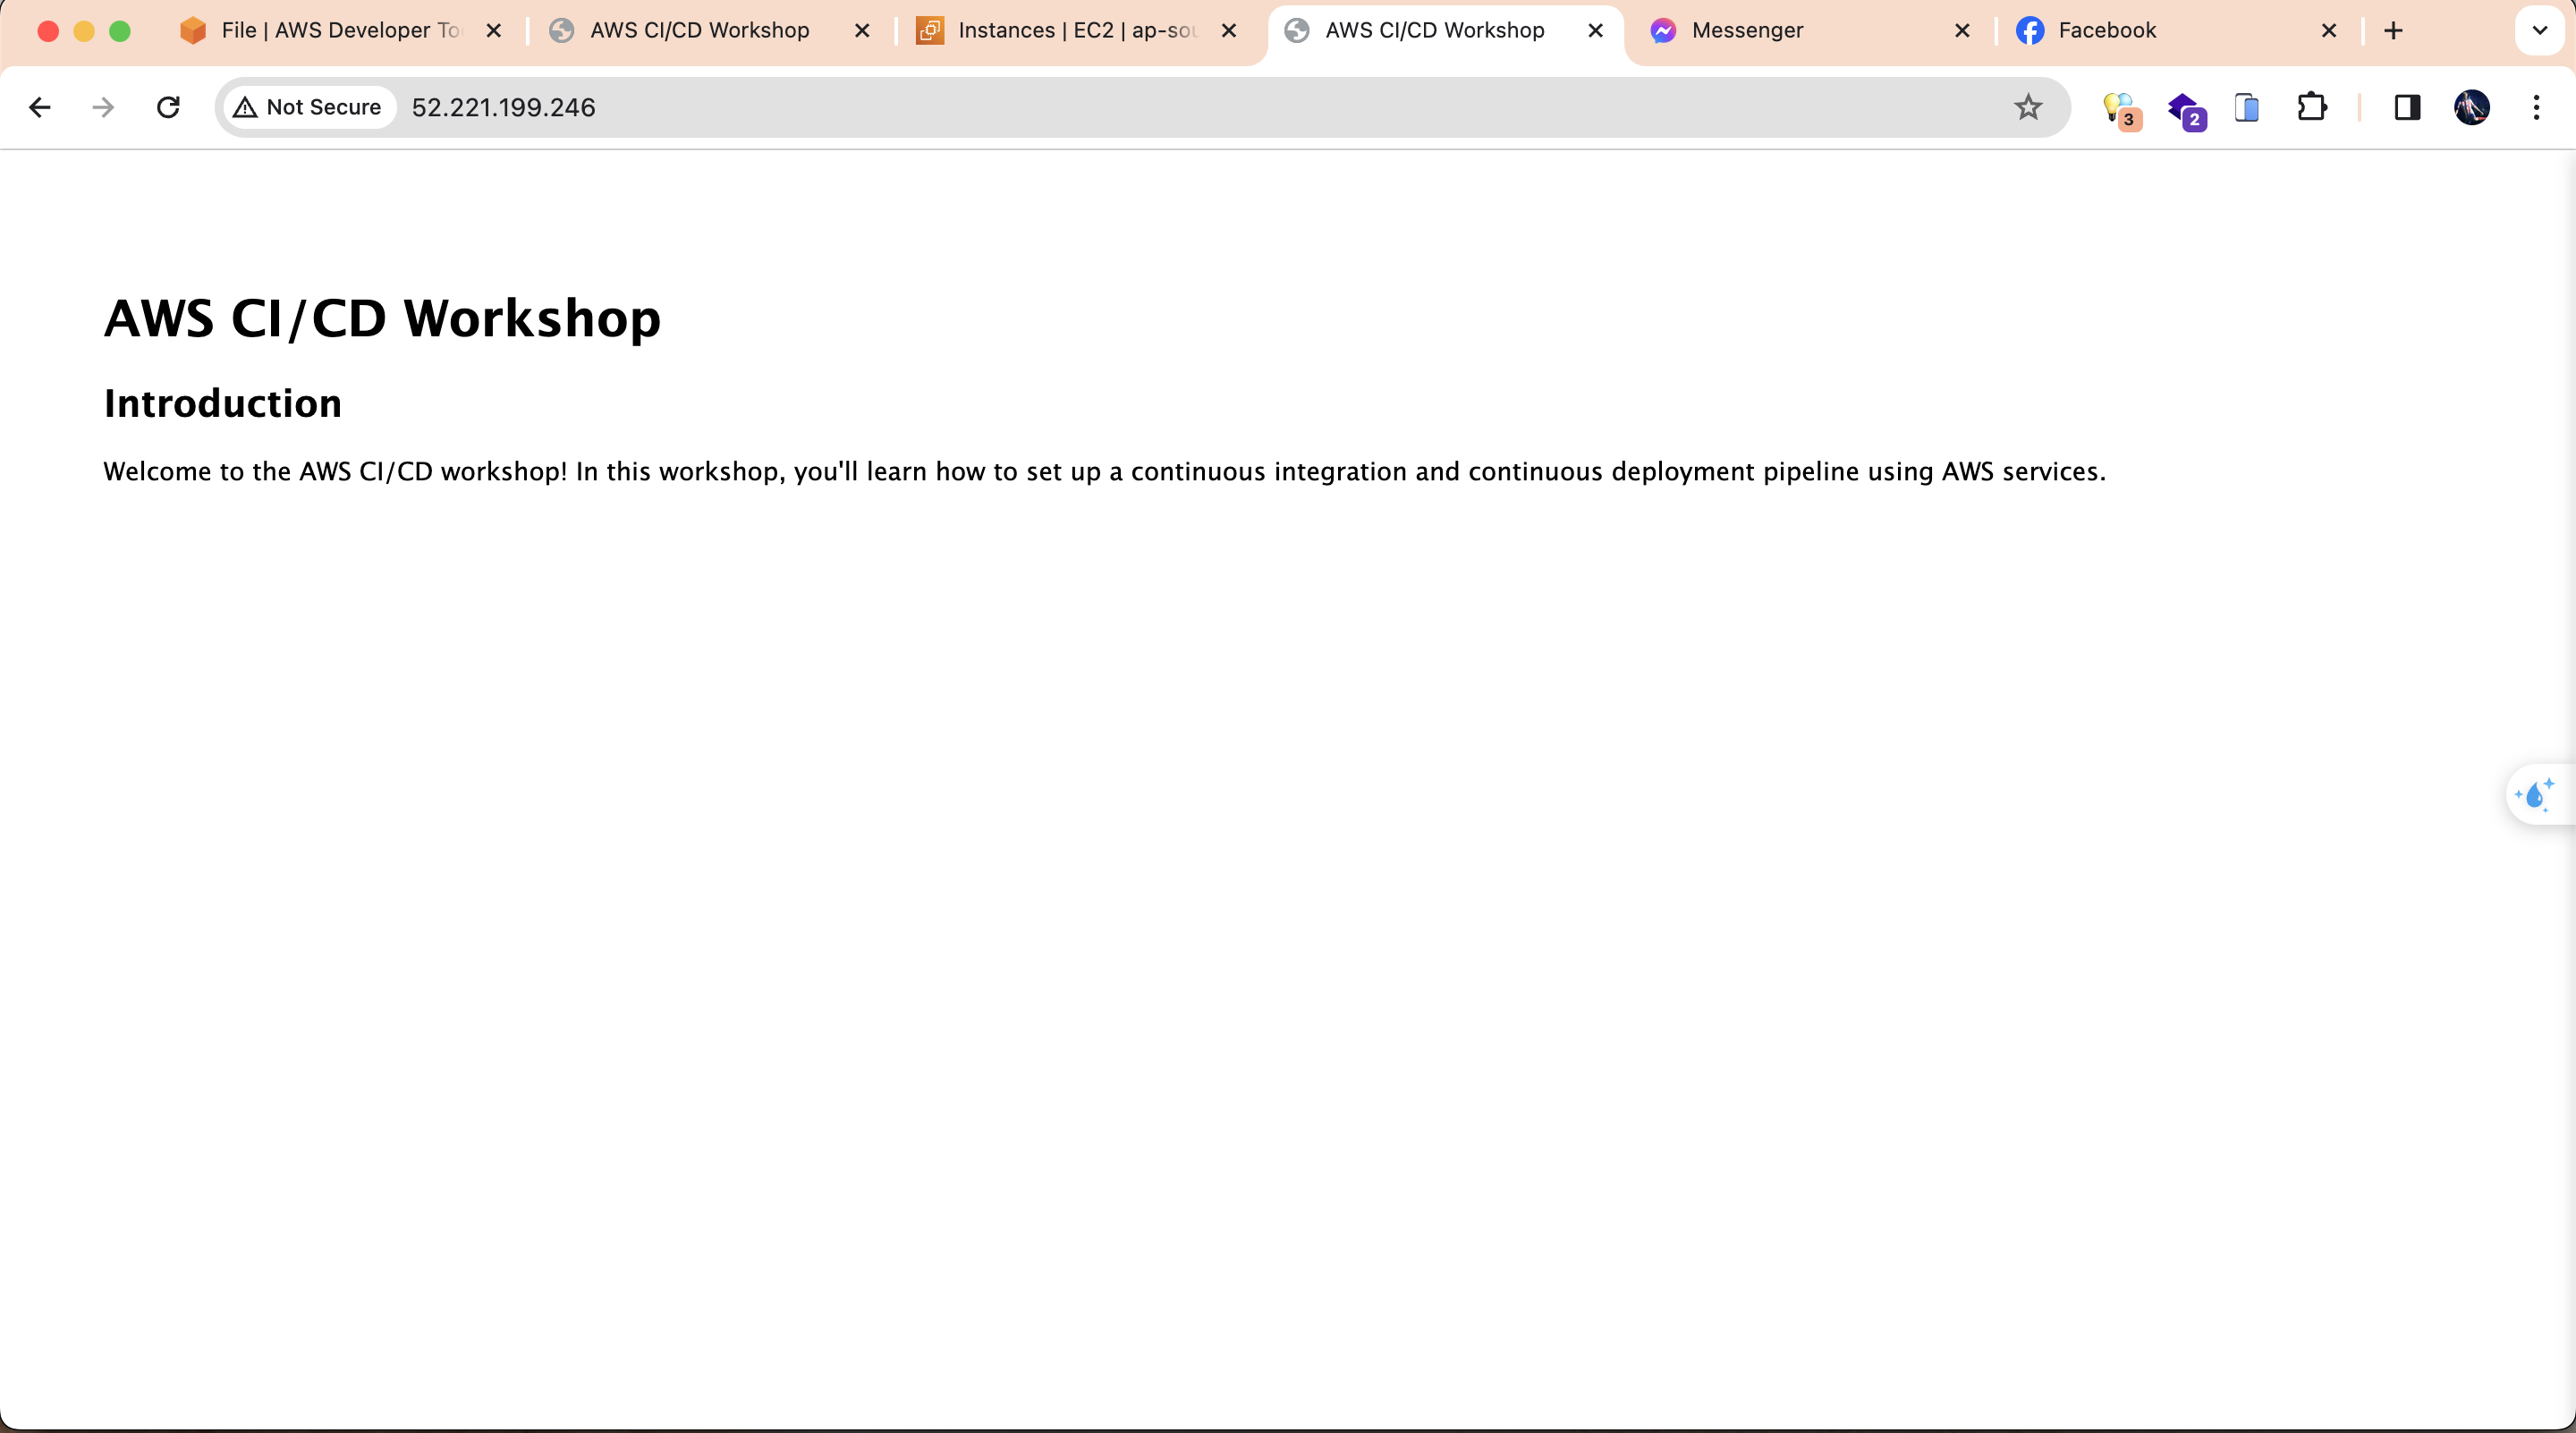 File | AWS Developer To
AWS CI/CD Workshop
Instances | EC2 | ap-sou
AWS CI/CD Workshop
Messenger
Facebook
Not Secure
52.221.199.246
3
2
AWS CI/CD Workshop
Introduction
Welcome to the AWS CI/CD workshop! In this workshop, you'll learn how to set up a continuous integration and continuous deployment pipeline using AWS services.